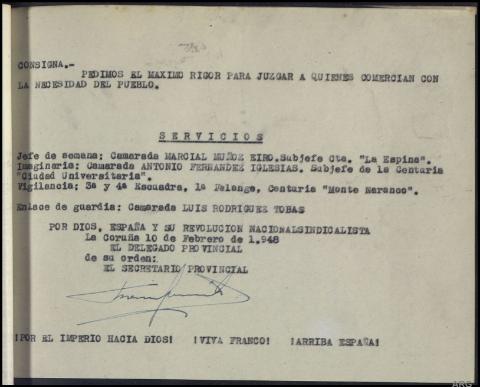 CONSIGNA.-
PEDIMOS EL MAXIMO RIGOR PARA JUZGAR A QUIENES COMERCIAN CON
LA NECESIDAD DEL PUEBLO.
SERVICIOS
Jefe de semana; Camarada MARCIAL MUÑOZ EIRO.Subjefe Cta. "La Espina".
Imaginaria; Camarada ANTONIO FERNANDEZ IGLESIAS. Subjefe de la Centuria
"Ciudad Universitaria".
Vigilancia; 3a y 4a Escuadra, 1a Falange, Centuria "Monte Naranco".
Enlace de guardia; Camarada LUIS RODRIGUEZ TOBAS
POR DIOS, ESPAÑA Y SU REVOLUCION NACIONALSINDICALISTA
La Coruña 10 de Febrero de 1.948
EL DELEGADO PROVINCIAL
de su orden;
EL SECRETARIO PROVINCIAL
¡POR EL IMPERIO HACIA DIOS! ¡VIVA FRANCO! ¡ARRIBA ESPAÑA!
ARG